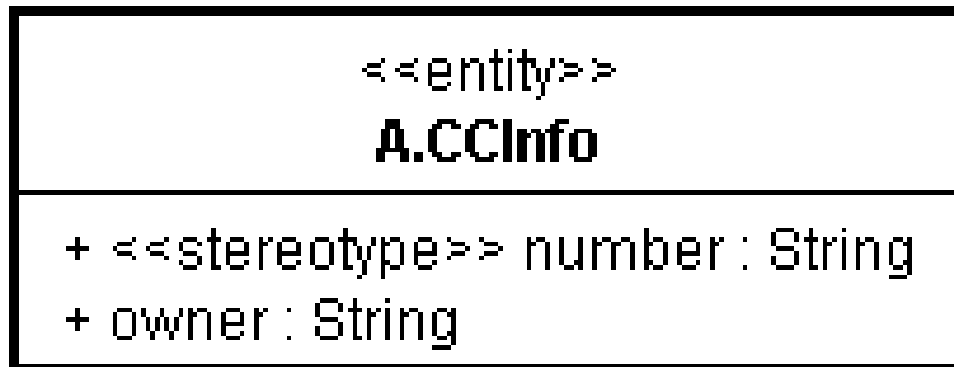 <<entity>>
A.CCInfo
+ <<stereotype>> number : String
+ owner : String